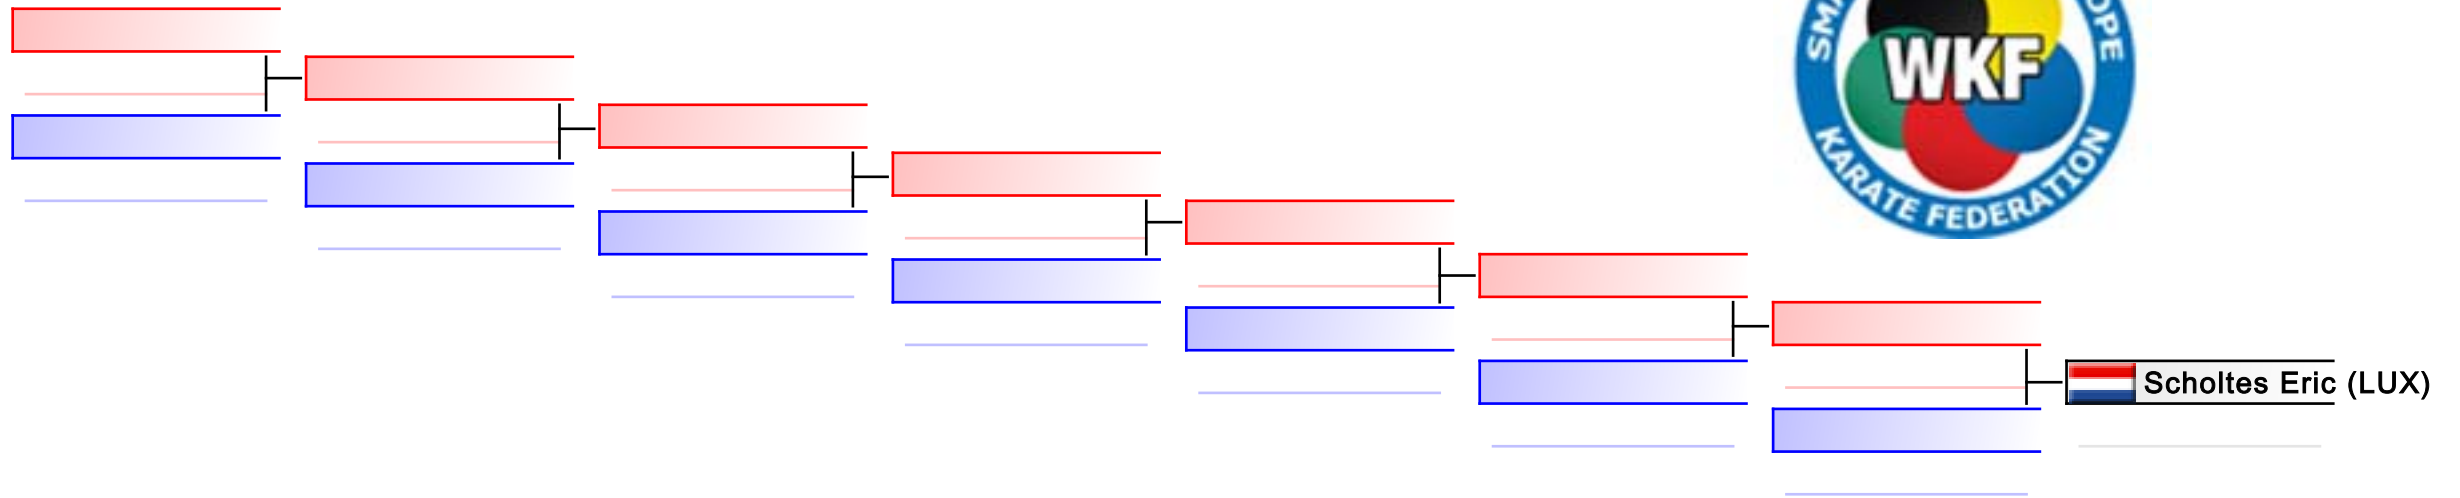 WKF
KARATE FEDERATION
Scholtes Eric (LUX)